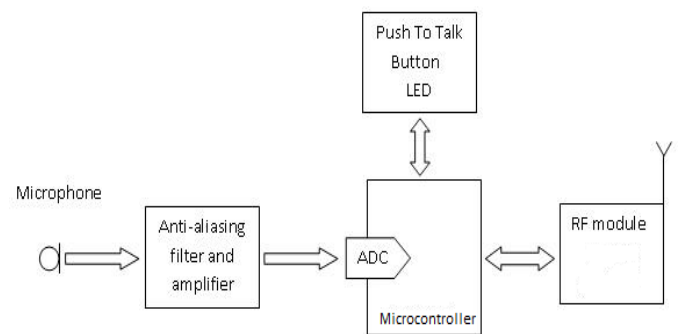 Push To Talk
Button
LED
Microphone
Anti-aliasing
filter and
amplifier
ADC
RF module
Microcontroller